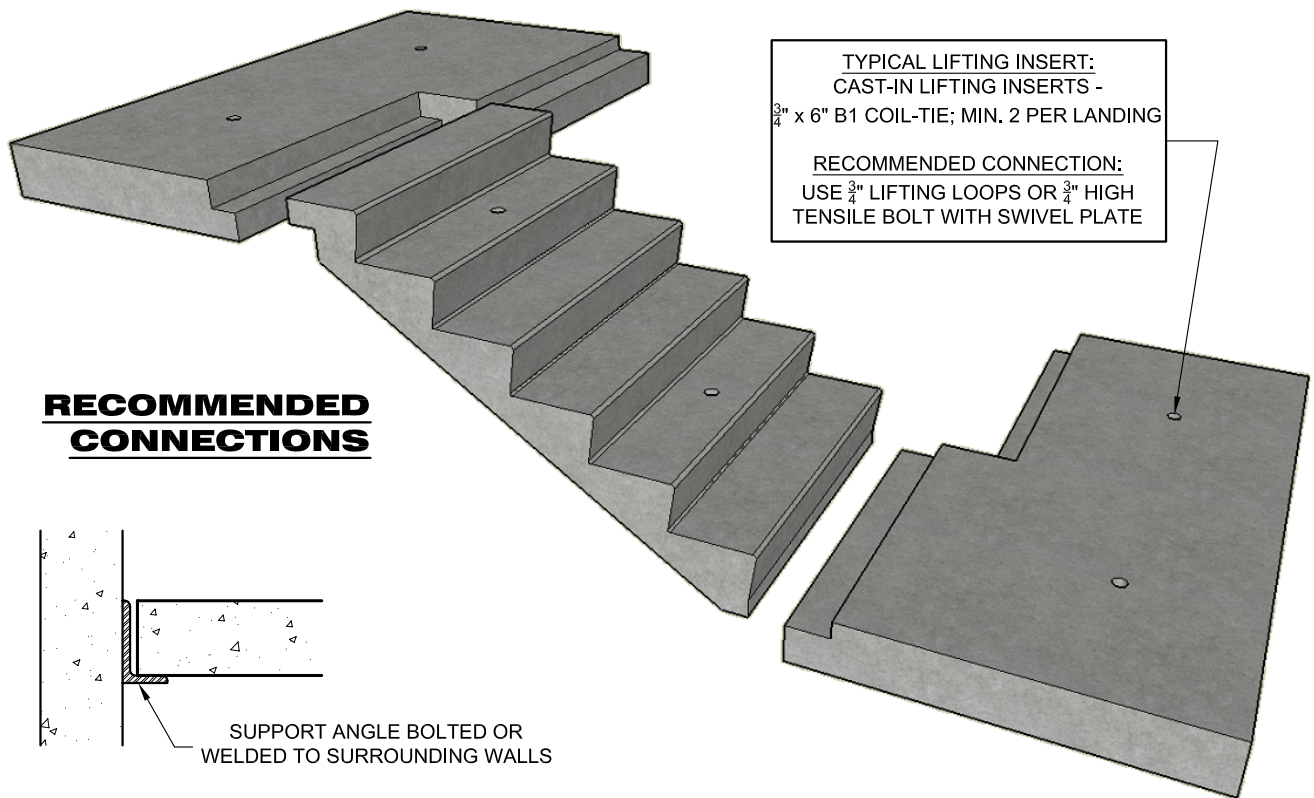 TYPICAL LIFTING INSERT:
CAST-IN LIFTING INSERTS -
3/4" x 6" B1 COIL-TIE; MIN. 2 PER LANDING
RECOMMENDED CONNECTION:
USE 3/4" LIFTING LOOPS OR 3/4" HIGH
TENSILE BOLT WITH SWIVEL PLATE
RECOMMENDED
CONNECTIONS
SUPPORT ANGLE BOLTED OR
WELDED TO SURROUNDING WALLS